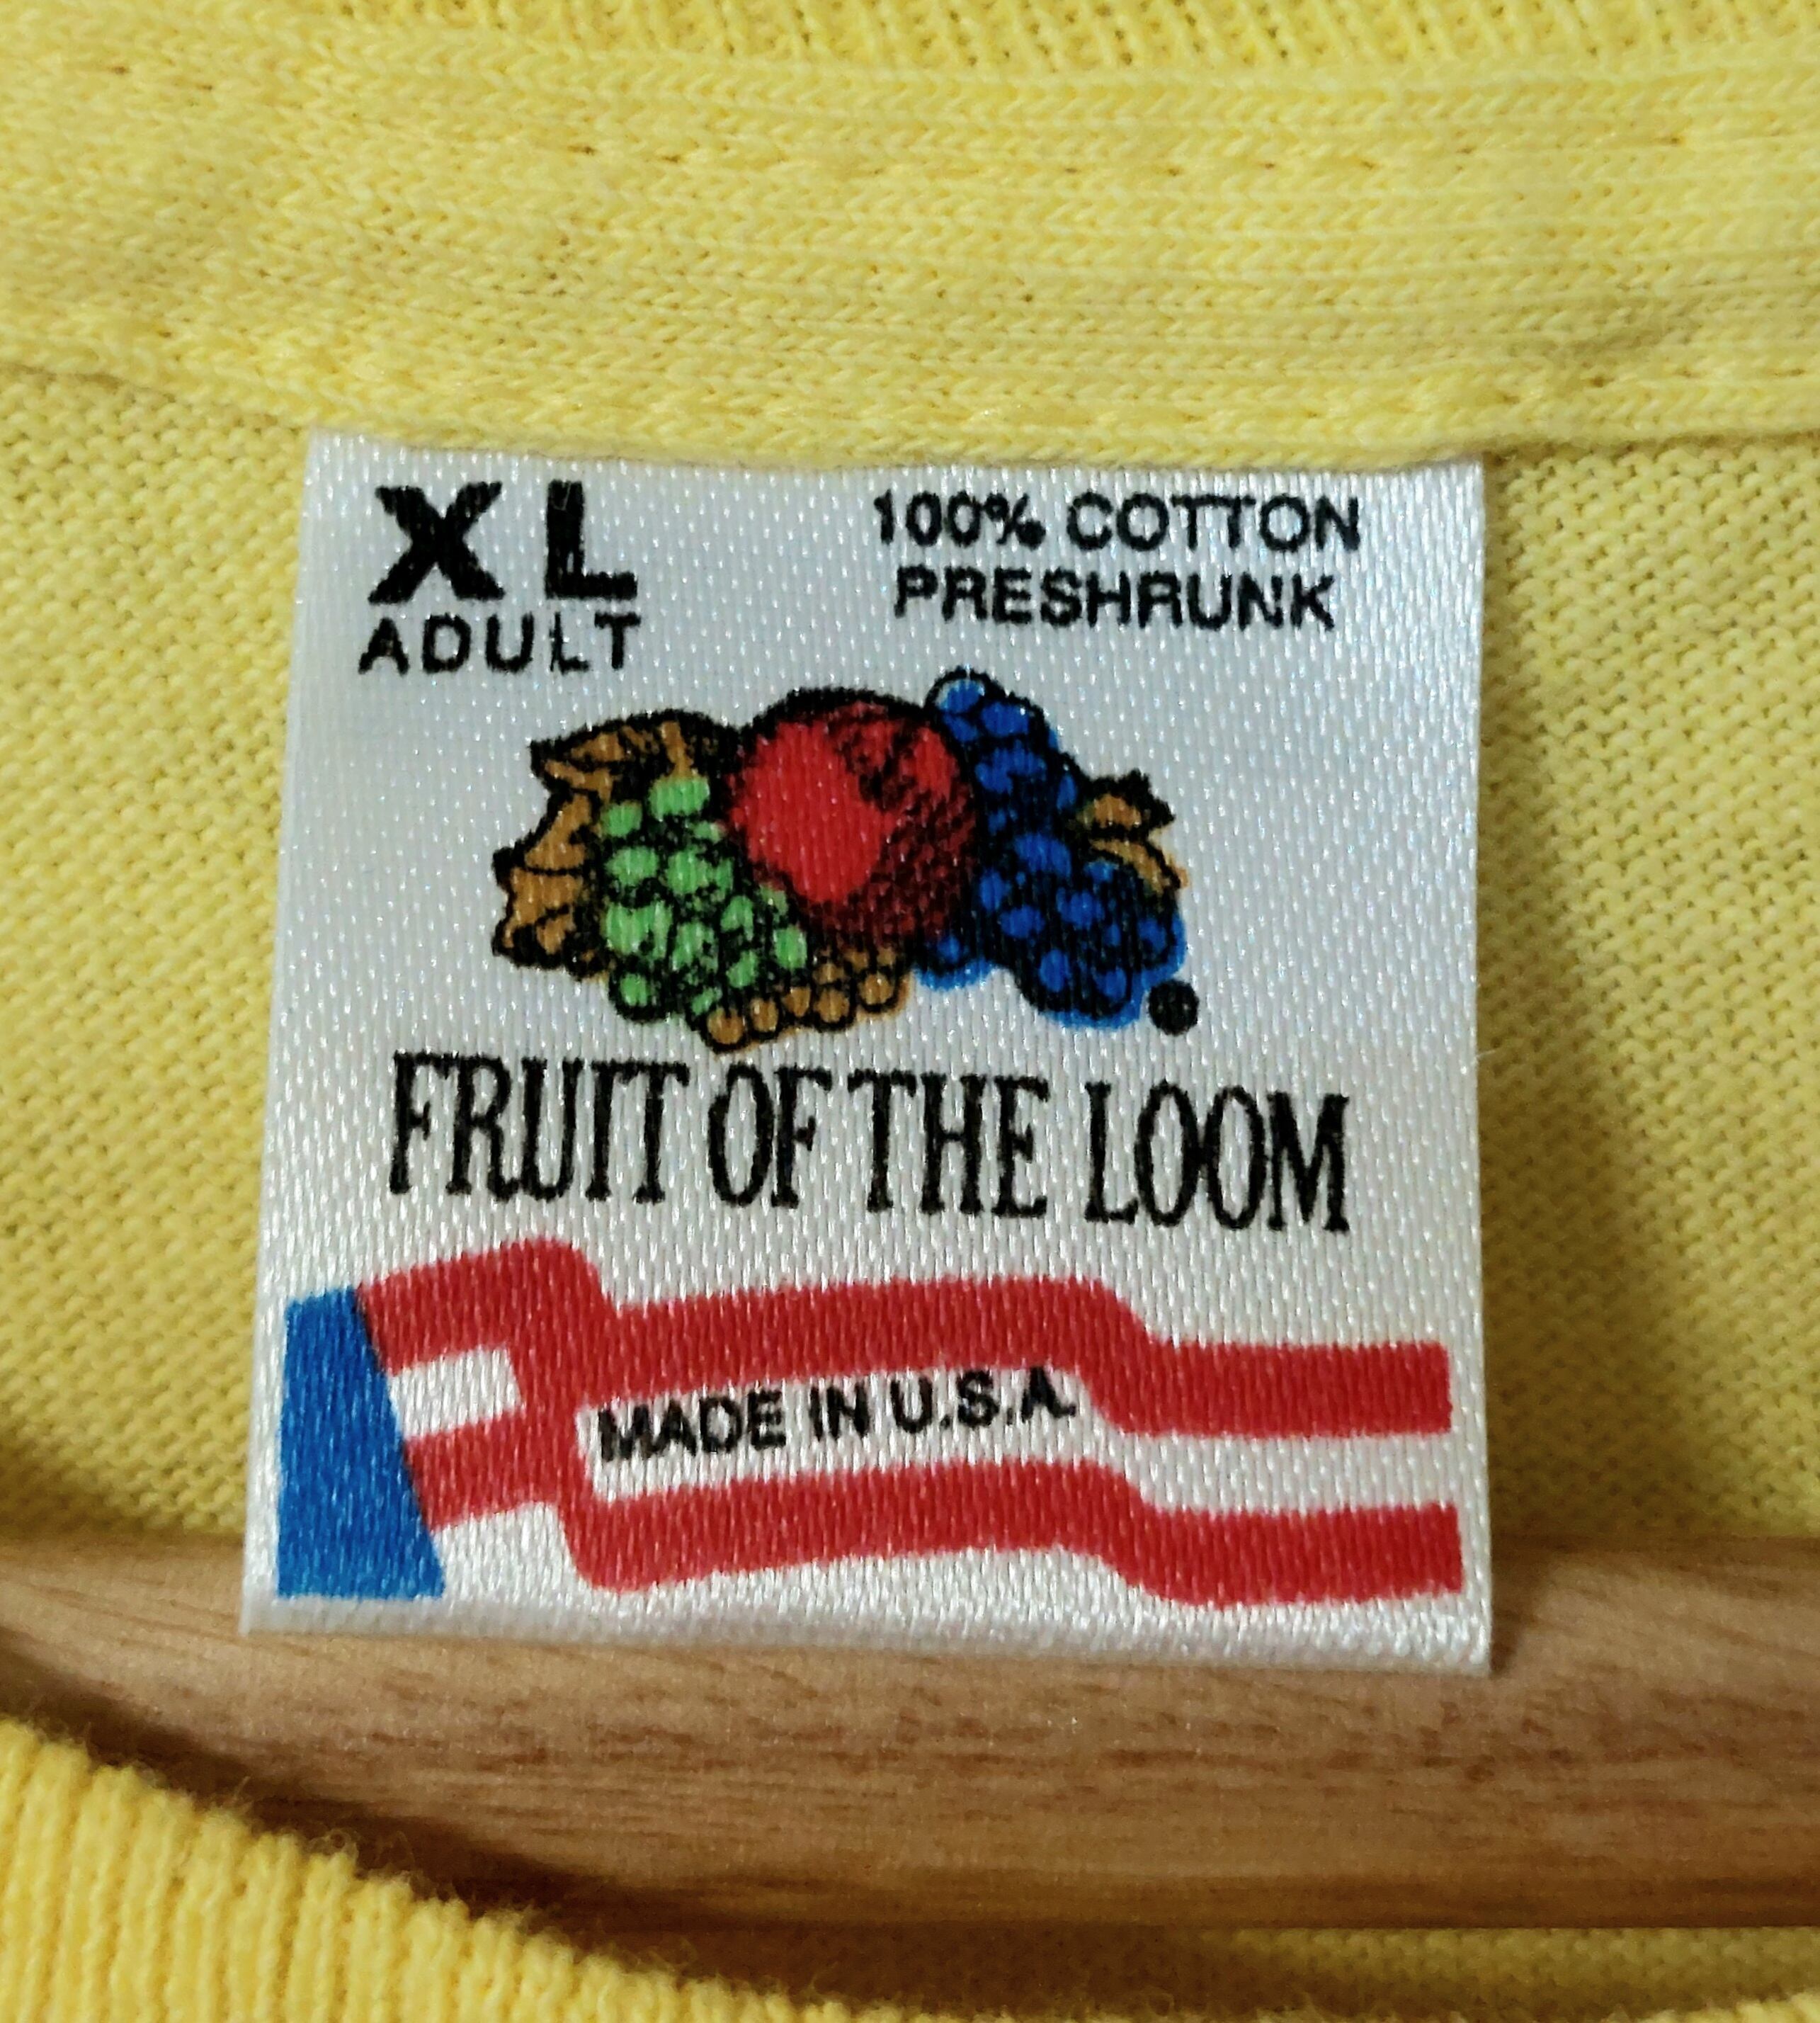 XL
ADULT
100% COTTON
PRESHRUNK
®
FRUIT OF THE LOOM
MADE IN U.S.A.